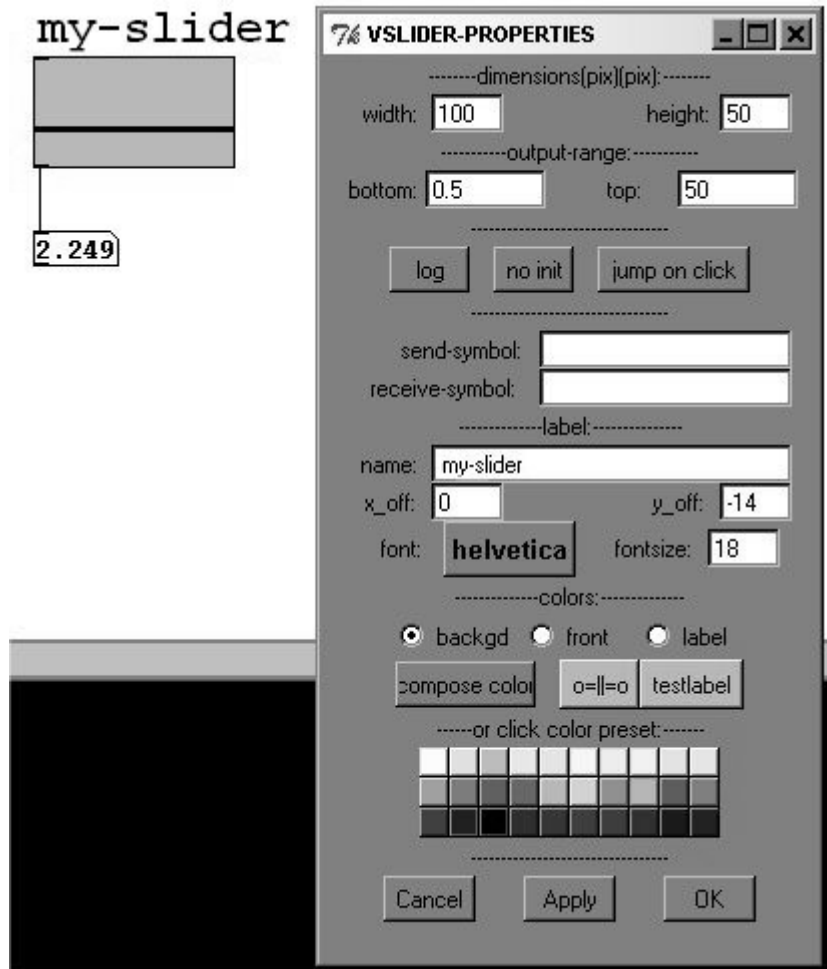 my-slider
2.249
7k VSLIDER-PROPERTIES
--------dimensions(pix)(pix):-------
width: 100 height: 50
----------output-range:----------
bottom: 0.5 top: 50
log no init jump on click
send-symbol:
receive-symbol:
-------------label:--------------
name: my-slider
x_off: 0 y_off: -14
font: helvetica fontsize: 18
-------------colors:-------------
backgd front label
compose color o=||=o testlabel
------or click color preset:-------
Cancel Apply OK